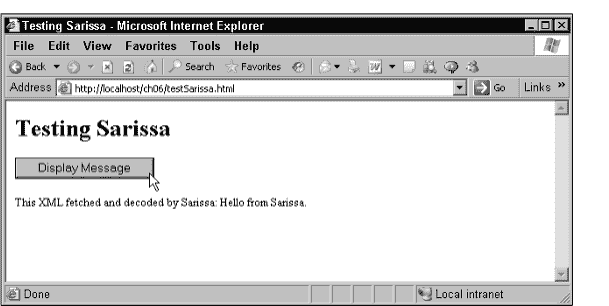 Testing Sarissa - Microsoft Internet Explorer
File Edit View Favorites Tools Help
Back Search Favorites W
Address http://localhost/ch06/testSarissa.html Go Links »
Testing Sarissa
Display Message
This XML fetched and decoded by Sarissa: Hello from Sarissa.
Done Local intranet